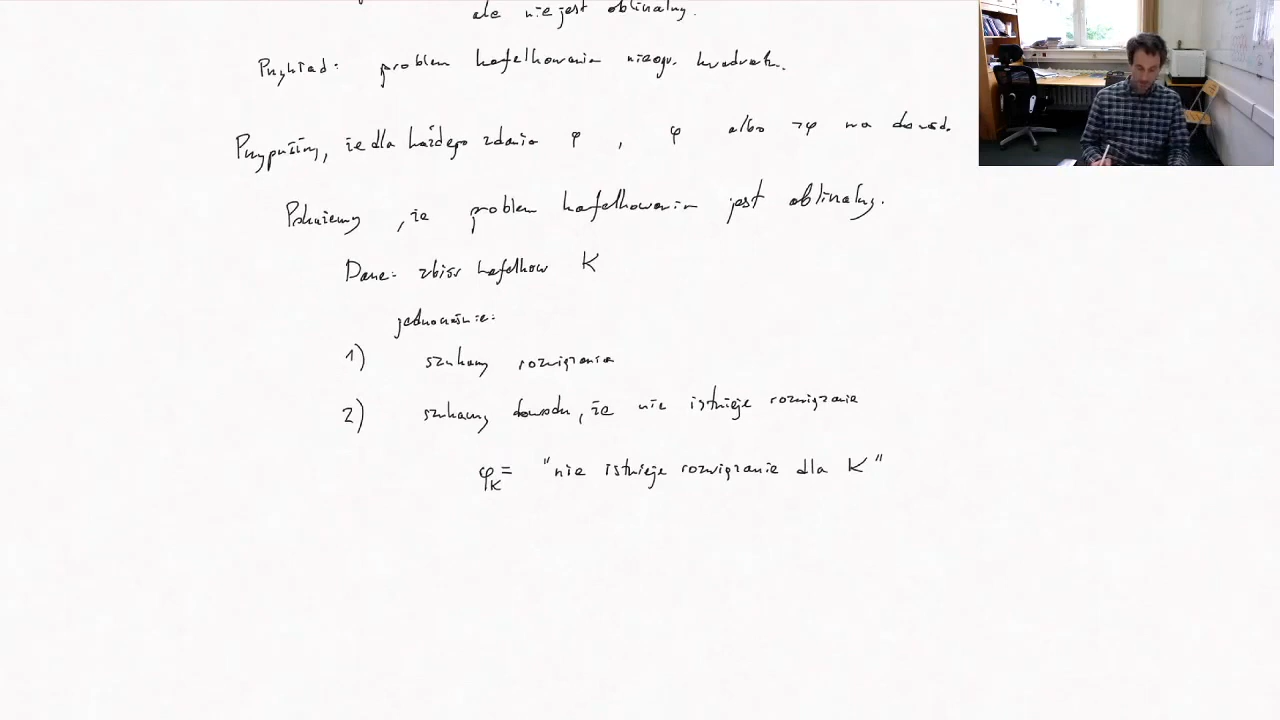 ale nie jest obliczalny.
Przykład: problem kafelkowania nieogr. kwadratu.
Przypuśćmy, że dla każdego zdania φ, φ albo ¬φ ma dowód.
Pokażemy, że problem kafelkowania jest obliczalny.
Dane: zbiór kafelków K
jednocześnie:
1) szukamy rozwiązania
2) szukamy dowodu, że nie istnieje rozwiązanie
φ_K = "nie istnieje rozwiązanie dla K"